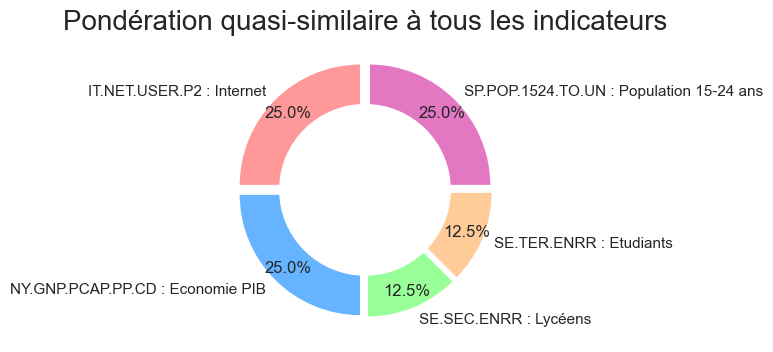 Pondération quasi-similaire à tous les indicateurs
IT.NET.USER.P2 : Internet
SP.POP.1524.TO.UN : Population 15-24 ans
25.0%
25.0%
12.5%
SE.TER.ENRR : Etudiants
25.0%
NY.GNP.PCAP.PP.CD : Economie PIB
12.5%
SE.SEC.ENRR : Lycéens